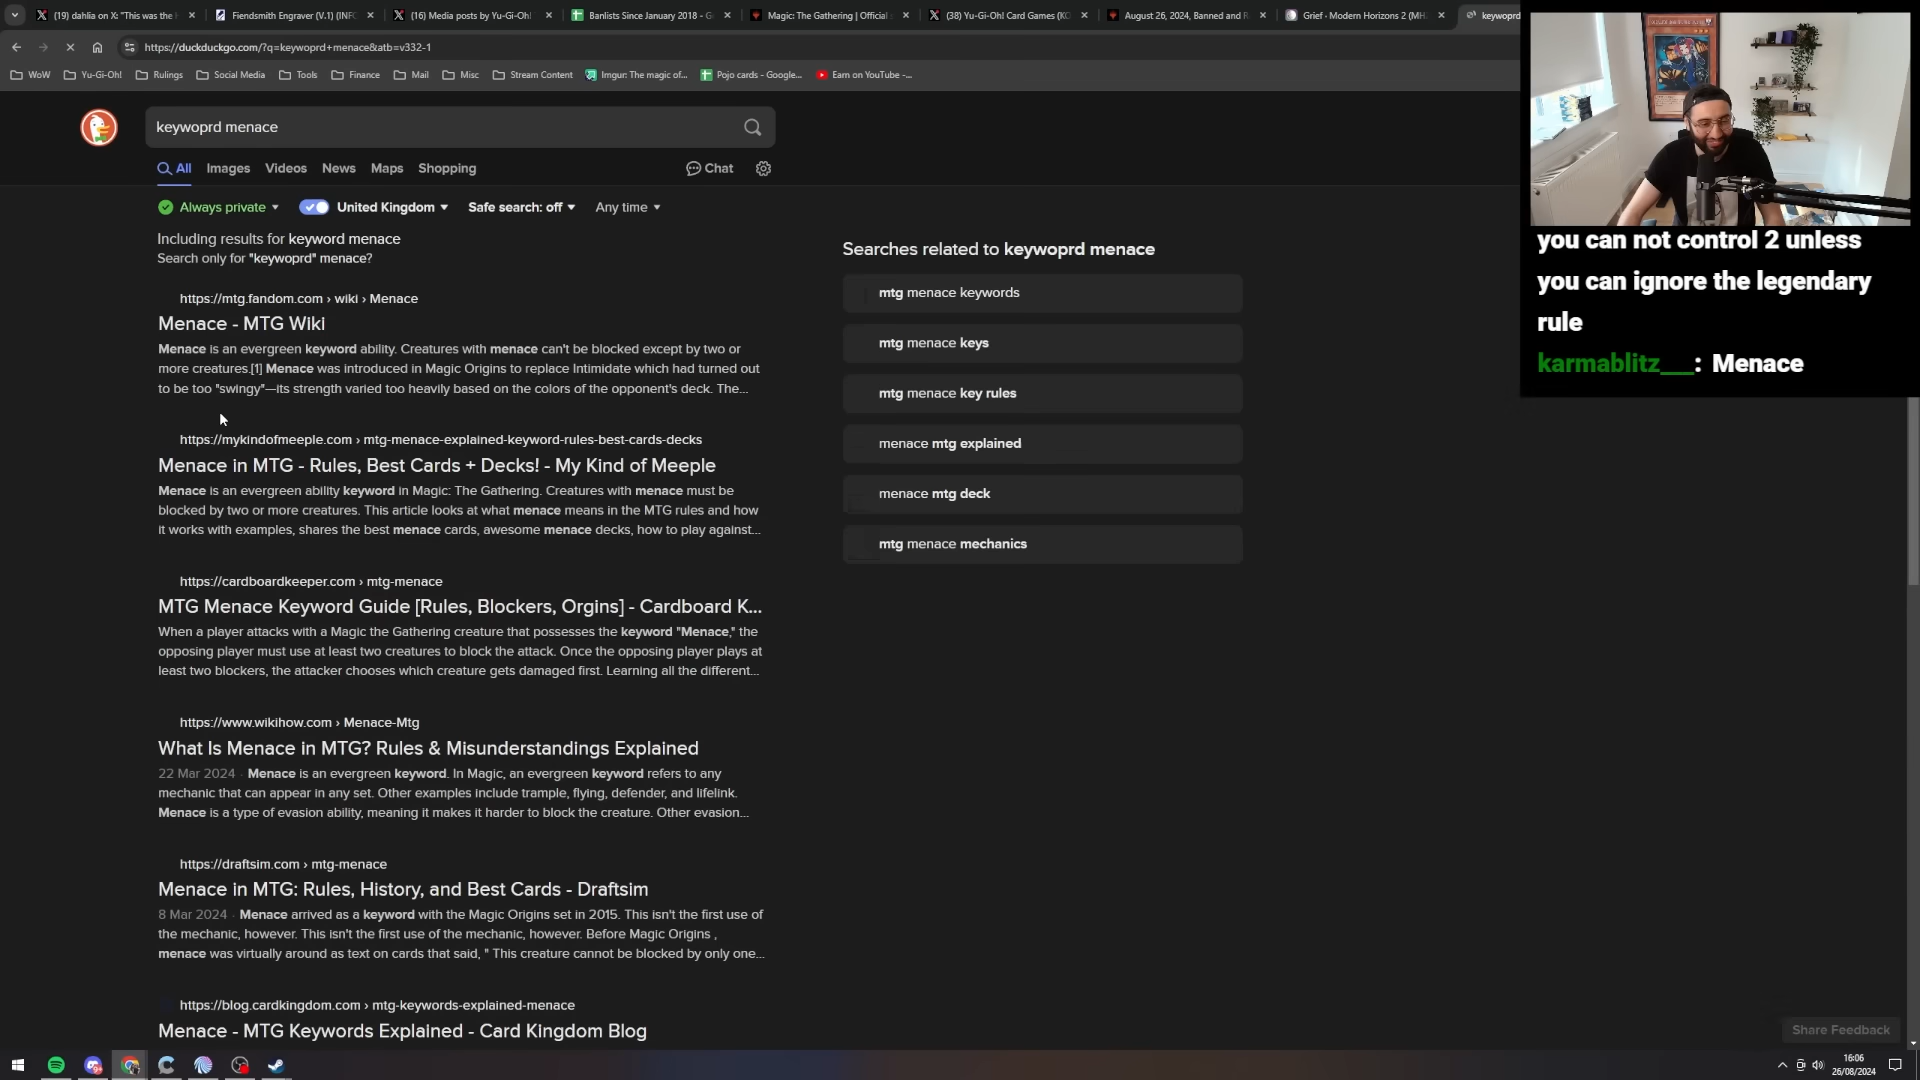 (19) dahlia on X: "This was the
Fiendsmith Engraver (V.1) (INF
(16) Media posts by Yu-Gi-Oh!
Banlists Since January 2018 - G
Magic: The Gathering | Official
(38) Yu-Gi-Oh! Card Games (KO
August 26, 2024, Banned and R
Grief · Modern Horizons 2 (MH
keywoprd
https://duckduckgo.com/?q=keywoprd+menace&atb=v332-1
WoW
Yu-Gi-Oh!
Rulings
Social Media
Tools
Finance
Mail
Misc
Stream Content
Imgur: The magic of...
Pojo cards - Google...
Earn on YouTube -...
keywoprd menace
All
Images
Videos
News
Maps
Shopping
Chat
Always private
United Kingdom
Safe search: off
Any time
Including results for keyword menace
Search only for "keywoprd" menace?
https://mtg.fandom.com › wiki › Menace
Menace - MTG Wiki
Menace is an evergreen keyword ability. Creatures with menace can't be blocked except by two or
more creatures.[1] Menace was introduced in Magic Origins to replace Intimidate which had turned out
to be too "swingy"—its strength varied too heavily based on the colors of the opponent's deck. The...
https://mykindofmeeple.com › mtg-menace-explained-keyword-rules-best-cards-decks
Menace in MTG - Rules, Best Cards + Decks! - My Kind of Meeple
Menace is an evergreen ability keyword in Magic: The Gathering. Creatures with menace must be
blocked by two or more creatures. This article looks at what menace means in the MTG rules and how
it works with examples, shares the best menace cards, awesome menace decks, how to play against...
https://cardboardkeeper.com › mtg-menace
MTG Menace Keyword Guide [Rules, Blockers, Orgins] - Cardboard K...
When a player attacks with a Magic the Gathering creature that possesses the keyword "Menace," the
opposing player must use at least two creatures to block the attack. Once the opposing player plays at
least two blockers, the attacker chooses which creature gets damaged first. Learning all the different...
https://www.wikihow.com › Menace-Mtg
What Is Menace in MTG? Rules & Misunderstandings Explained
22 Mar 2024 · Menace is an evergreen keyword. In Magic, an evergreen keyword refers to any
mechanic that can appear in any set. Other examples include trample, flying, defender, and lifelink.
Menace is a type of evasion ability, meaning it makes it harder to block the creature. Other evasion...
https://draftsim.com › mtg-menace
Menace in MTG: Rules, History, and Best Cards - Draftsim
8 Mar 2024 · Menace arrived as a keyword with the Magic Origins set in 2015. This isn't the first use of
the mechanic, however. This isn't the first use of the mechanic, however. Before Magic Origins ,
menace was virtually around as text on cards that said, " This creature cannot be blocked by only one...
https://blog.cardkingdom.com › mtg-keywords-explained-menace
Menace - MTG Keywords Explained - Card Kingdom Blog
Searches related to keywoprd menace
mtg menace keywords
mtg menace keys
mtg menace key rules
menace mtg explained
menace mtg deck
mtg menace mechanics
you can not control 2 unless
you can ignore the legendary
rule
karmablitz__: Menace
Share Feedback
16:06
26/08/2024